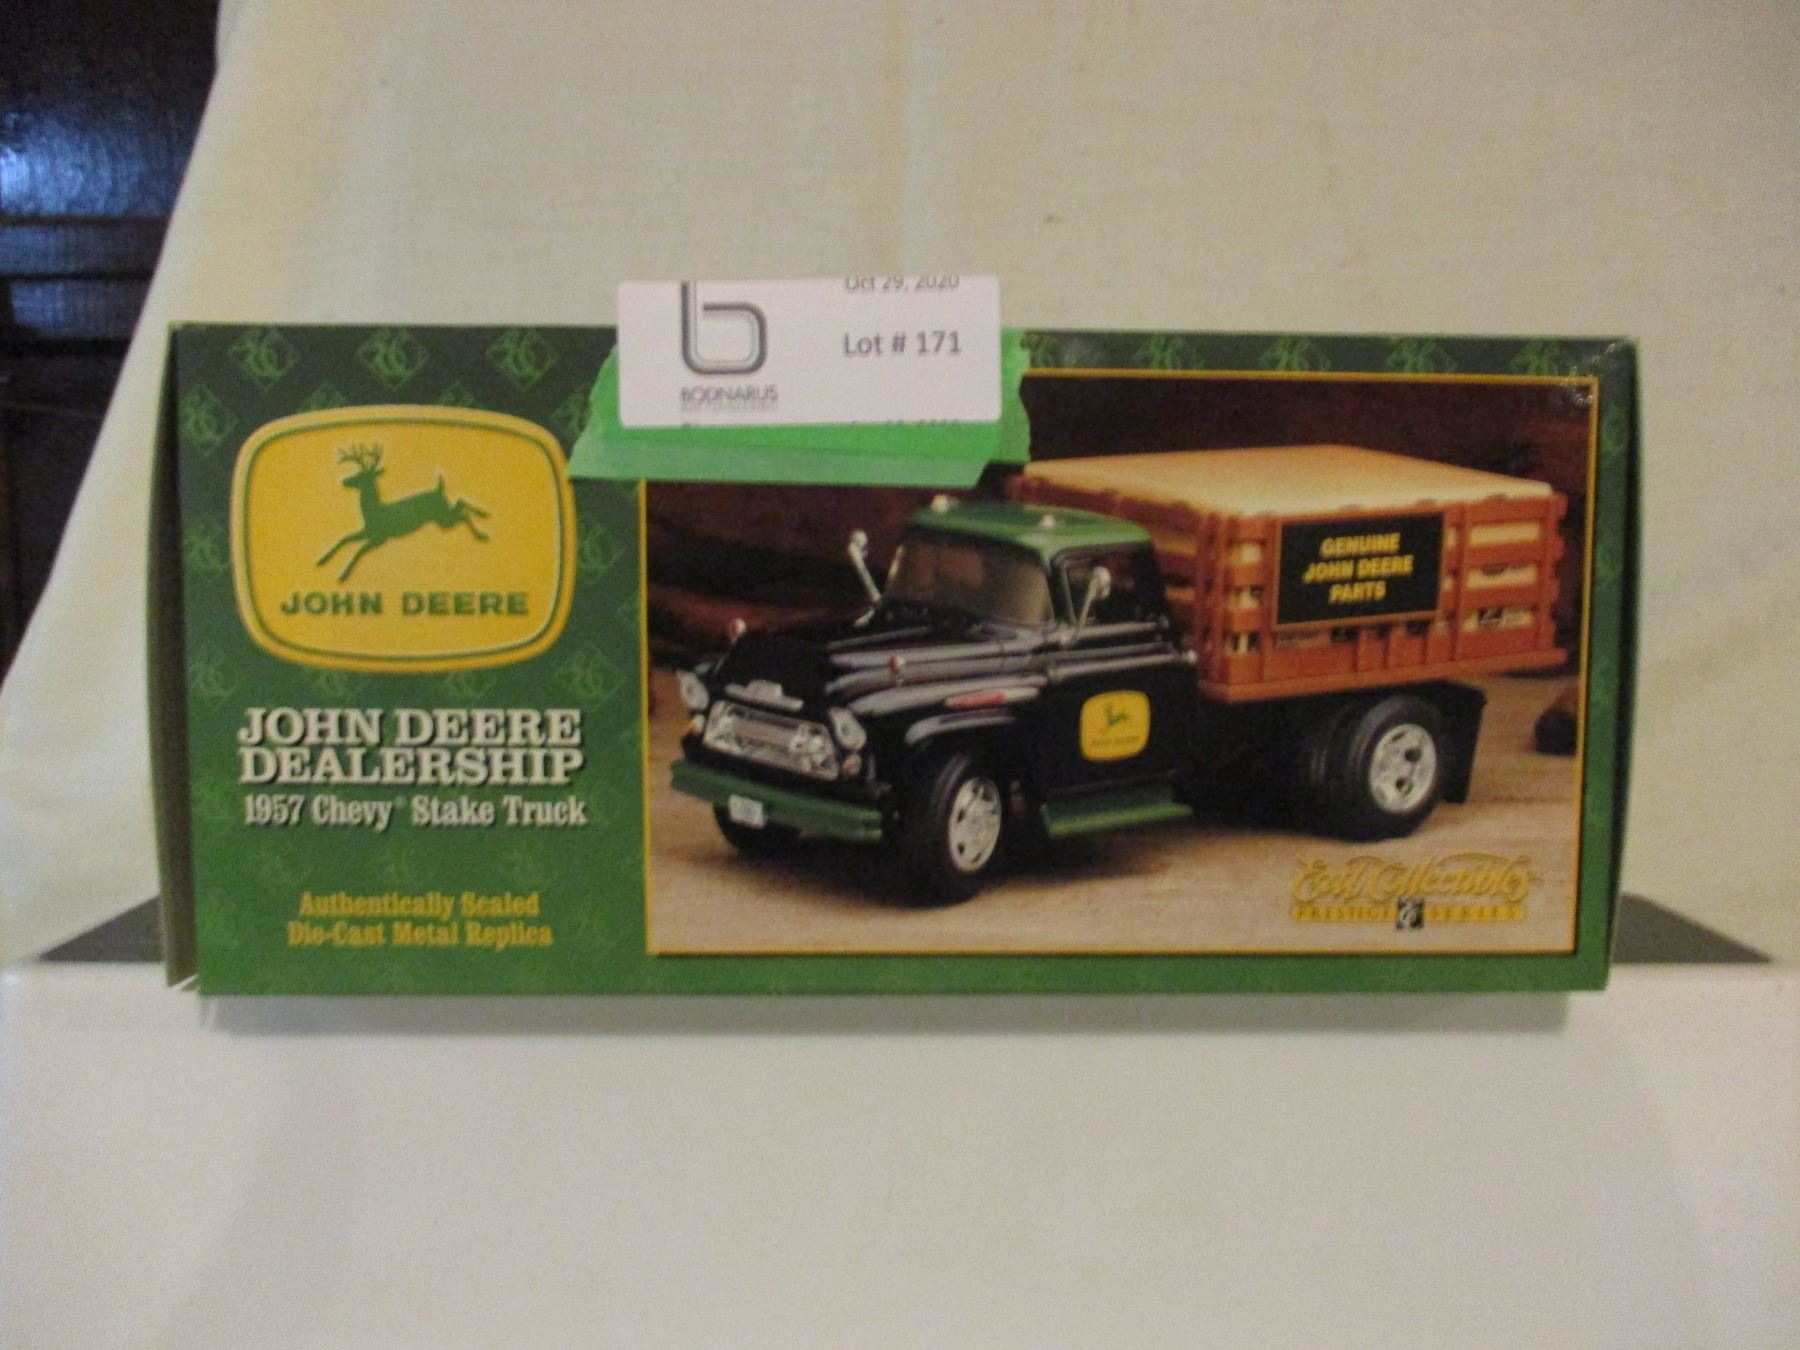 Oct 29, 2020
Lot # 171
BODNARUS
JOHN DEERE
JOHN DEERE
DEALERSHIP
1957 Chevy® Stake Truck
Authentically Scaled
Die-Cast Metal Replica
GENUINE
JOHN DEERE
PARTS
Ertl Collectibles
PRESTIGE SERIES